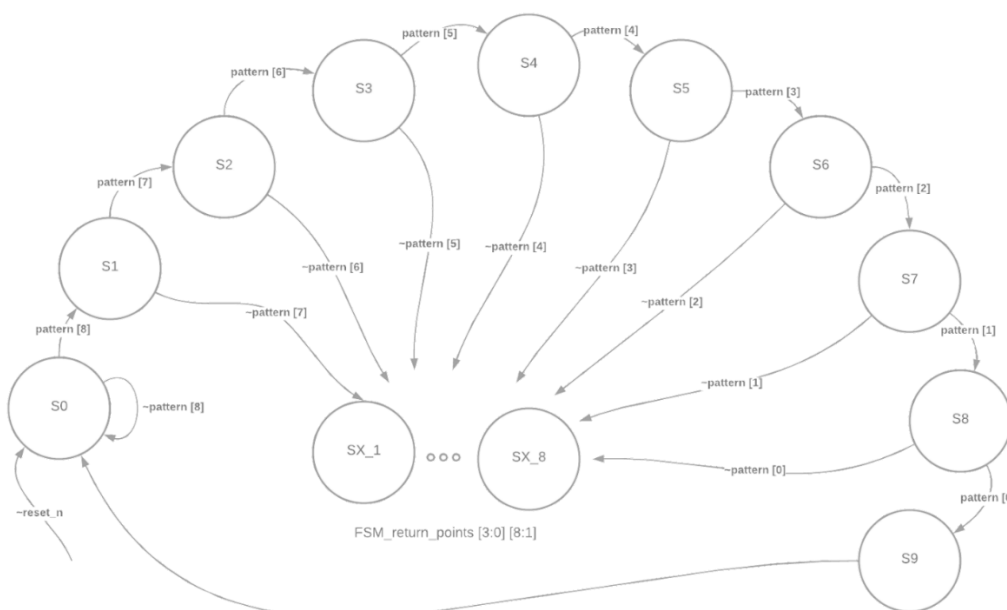 S4
pattern [5]
pattern [4]
S3
S5
pattern [6]
pattern [3]
S2
S6
pattern [7]
pattern [2]
~pattern [5]
~pattern [4]
S1
~pattern [6]
~pattern [3]
S7
~pattern [7]
~pattern [2]
pattern [8]
pattern [1]
~pattern [1]
S0
~pattern [8]
S8
SX_1
SX_8
~pattern [0]
pattern [
~reset_n
FSM_return_points [3:0] [8:1]
S9